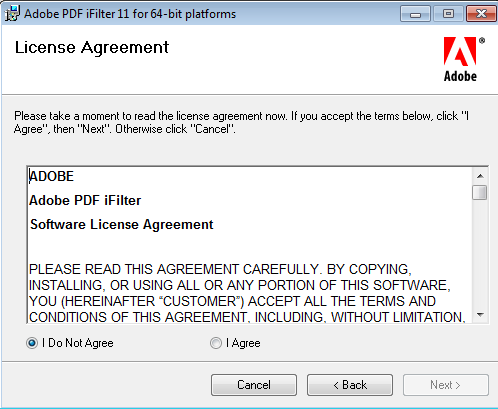 Adobe PDF iFilter 11 for 64-bit platforms
License Agreement
Adobe
Please take a moment to read the license agreement now. If you accept the terms below, click "I
Agree", then "Next". Otherwise click "Cancel".
ADOBE
Adobe PDF iFilter
Software License Agreement
PLEASE READ THIS AGREEMENT CAREFULLY. BY COPYING,
INSTALLING, OR USING ALL OR ANY PORTION OF THIS SOFTWARE,
YOU (HEREINAFTER “CUSTOMER”) ACCEPT ALL THE TERMS AND
CONDITIONS OF THIS AGREEMENT, INCLUDING, WITHOUT LIMITATION,
I Do Not Agree I Agree
Cancel < Back Next >